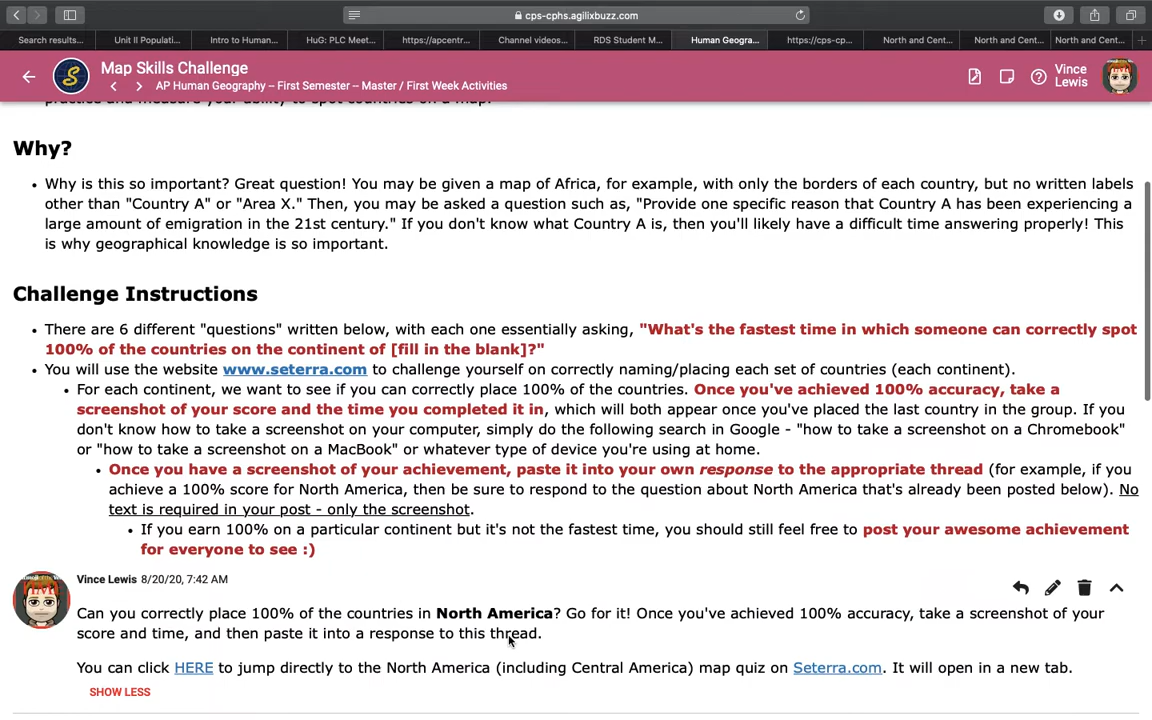 cps-cphs.agilixbuzz.com
Search results...
Unit II Populati...
Intro to Human...
HuG: PLC Meet...
https://apcentr...
Channel videos...
RDS Student M...
Human Geogra...
https://cps-cp...
North and Cent...
North and Cent...
North and Cent...
Map Skills Challenge
AP Human Geography -- First Semester -- Master / First Week Activities
Vince
Lewis
practice and measure your ability to spot countries on a map.
Why?
• Why is this so important? Great question! You may be given a map of Africa, for example, with only the borders of each country, but no written labels
other than "Country A" or "Area X." Then, you may be asked a question such as, "Provide one specific reason that Country A has been experiencing a
large amount of emigration in the 21st century." If you don't know what Country A is, then you'll likely have a difficult time answering properly! This
is why geographical knowledge is so important.
Challenge Instructions
• There are 6 different "questions" written below, with each one essentially asking, "What's the fastest time in which someone can correctly spot
100% of the countries on the continent of [fill in the blank]?"
• You will use the website www.seterra.com to challenge yourself on correctly naming/placing each set of countries (each continent).
• For each continent, we want to see if you can correctly place 100% of the countries. Once you've achieved 100% accuracy, take a
screenshot of your score and the time you completed it in, which will both appear once you've placed the last country in the group. If you
don't know how to take a screenshot on your computer, simply do the following search in Google - "how to take a screenshot on a Chromebook"
or "how to take a screenshot on a MacBook" or whatever type of device you're using at home.
• Once you have a screenshot of your achievement, paste it into your own response to the appropriate thread (for example, if you
achieve a 100% score for North America, then be sure to respond to the question about North America that's already been posted below). No
text is required in your post - only the screenshot.
• If you earn 100% on a particular continent but it's not the fastest time, you should still feel free to post your awesome achievement
for everyone to see :)
Vince Lewis 8/20/20, 7:42 AM
Can you correctly place 100% of the countries in North America? Go for it! Once you've achieved 100% accuracy, take a screenshot of your
score and time, and then paste it into a response to this thread.
You can click HERE to jump directly to the North America (including Central America) map quiz on Seterra.com. It will open in a new tab.
SHOW LESS